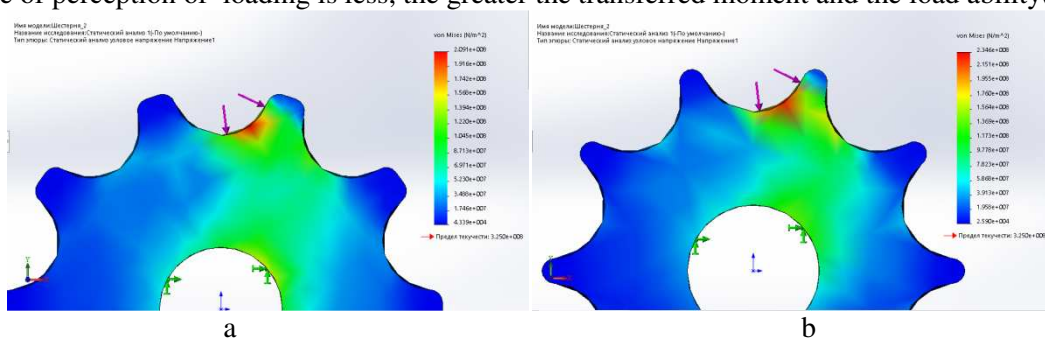 e of perception of loading is less, the greater the transferred moment and the load ability
Имя модели:Шестерня_2
Название исследования:Статический анализ 1(-По умолчанию-)
Тип эпюры: Статический анализ узловое напряжение Напряжение1
von Mises (N/m^2)
2.091e+008
1.916e+008
1.742e+008
1.568e+008
1.394e+008
1.220e+008
1.045e+008
8.713e+007
6.971e+007
5.230e+007
3.488e+007
1.746e+007
4.339e+004
Предел текучести: 3.250e+008
Y
a
Имя модели:Шестерня_2
Название исследования:Статический анализ 1(-По умолчанию-)
Тип эпюры: Статический анализ узловое напряжение Напряжение1
von Mises (N/m^2)
2.346e+008
2.151e+008
1.955e+008
1.760e+008
1.564e+008
1.369e+008
1.173e+008
9.778e+007
7.823e+007
5.868e+007
3.913e+007
1.958e+007
2.590e+004
Предел текучести: 3.250e+008
Y
b